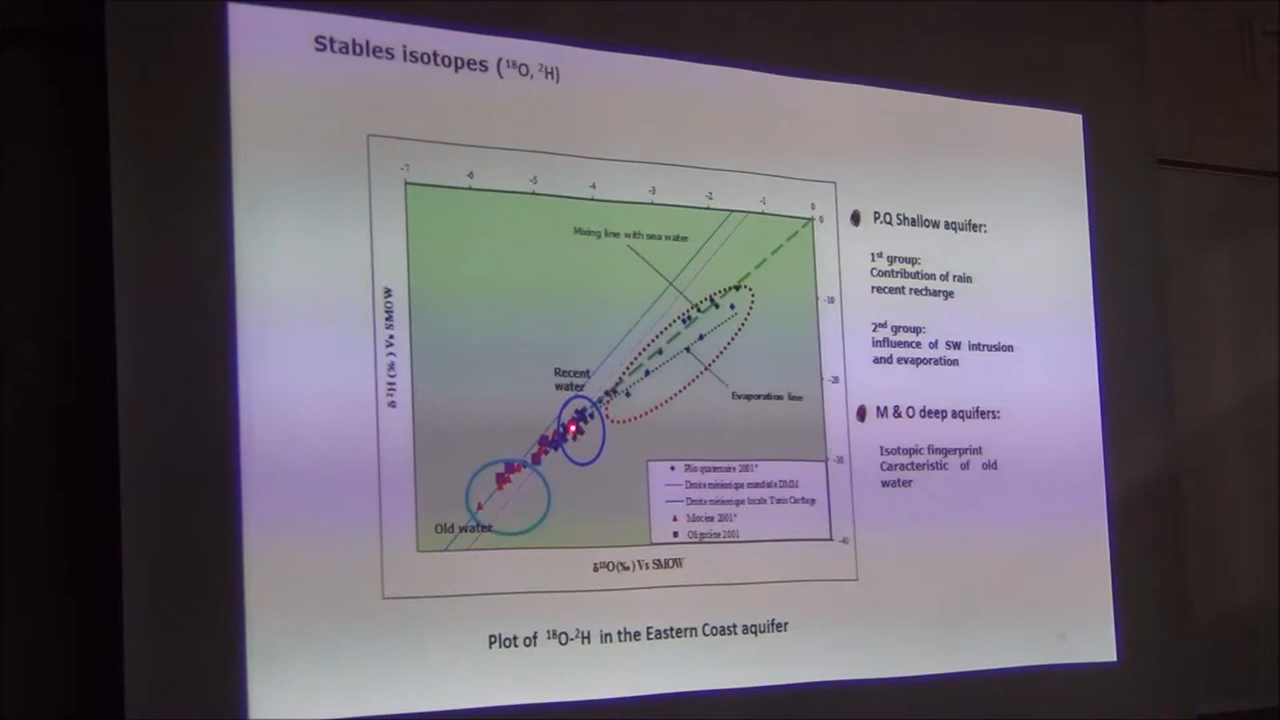 Stables isotopes (¹⁸O, ²H)
-7
-6
-5
-4
-3
-2
-1
0
0
Mixing line with sea water
-10
δ ²H (‰) Vs SMOW
-20
Recent
water
Evaporation line
-30
Plio quaternaire 2001*
Droite météorique mondiale DMM
Droite météorique locale Tunis Carthage
Miocène 2001*
Oligocène 2001
Old water
-40
δ¹⁸O (‰) Vs SMOW
Plot of ¹⁸O-²H in the Eastern Coast aquifer
P.Q Shallow aquifer:
1st group:
Contribution of rain
recent recharge
2nd group:
influence of SW intrusion
and evaporation
M & O deep aquifers:
Isotopic fingerprint
Caracteristic of old
water